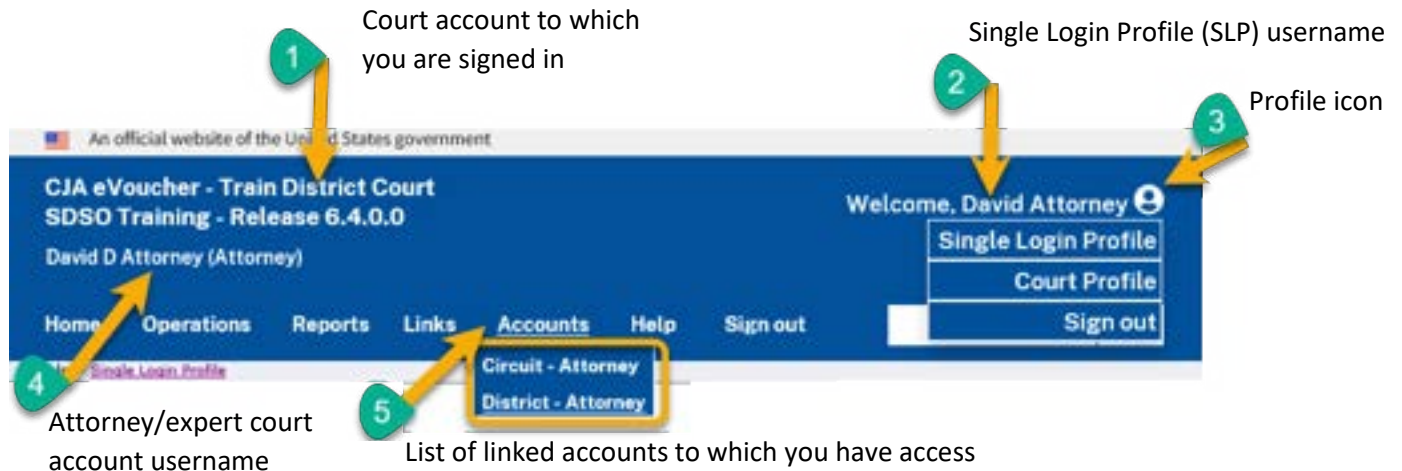 Court account to which
you are signed in
Single Login Profile (SLP) username
1
2
Profile icon
3
An official website of the United States government
CJA eVoucher - Train District Court
SDSO Training - Release 6.4.0.0
Welcome, David Attorney
Single Login Profile
David D Attorney (Attorney)
Court Profile
Home Operations Reports Links Accounts Help Sign out
Sign out
Single Login Profile
Circuit - Attorney
District - Attorney
4
5
Attorney/expert court
account username
List of linked accounts to which you have access